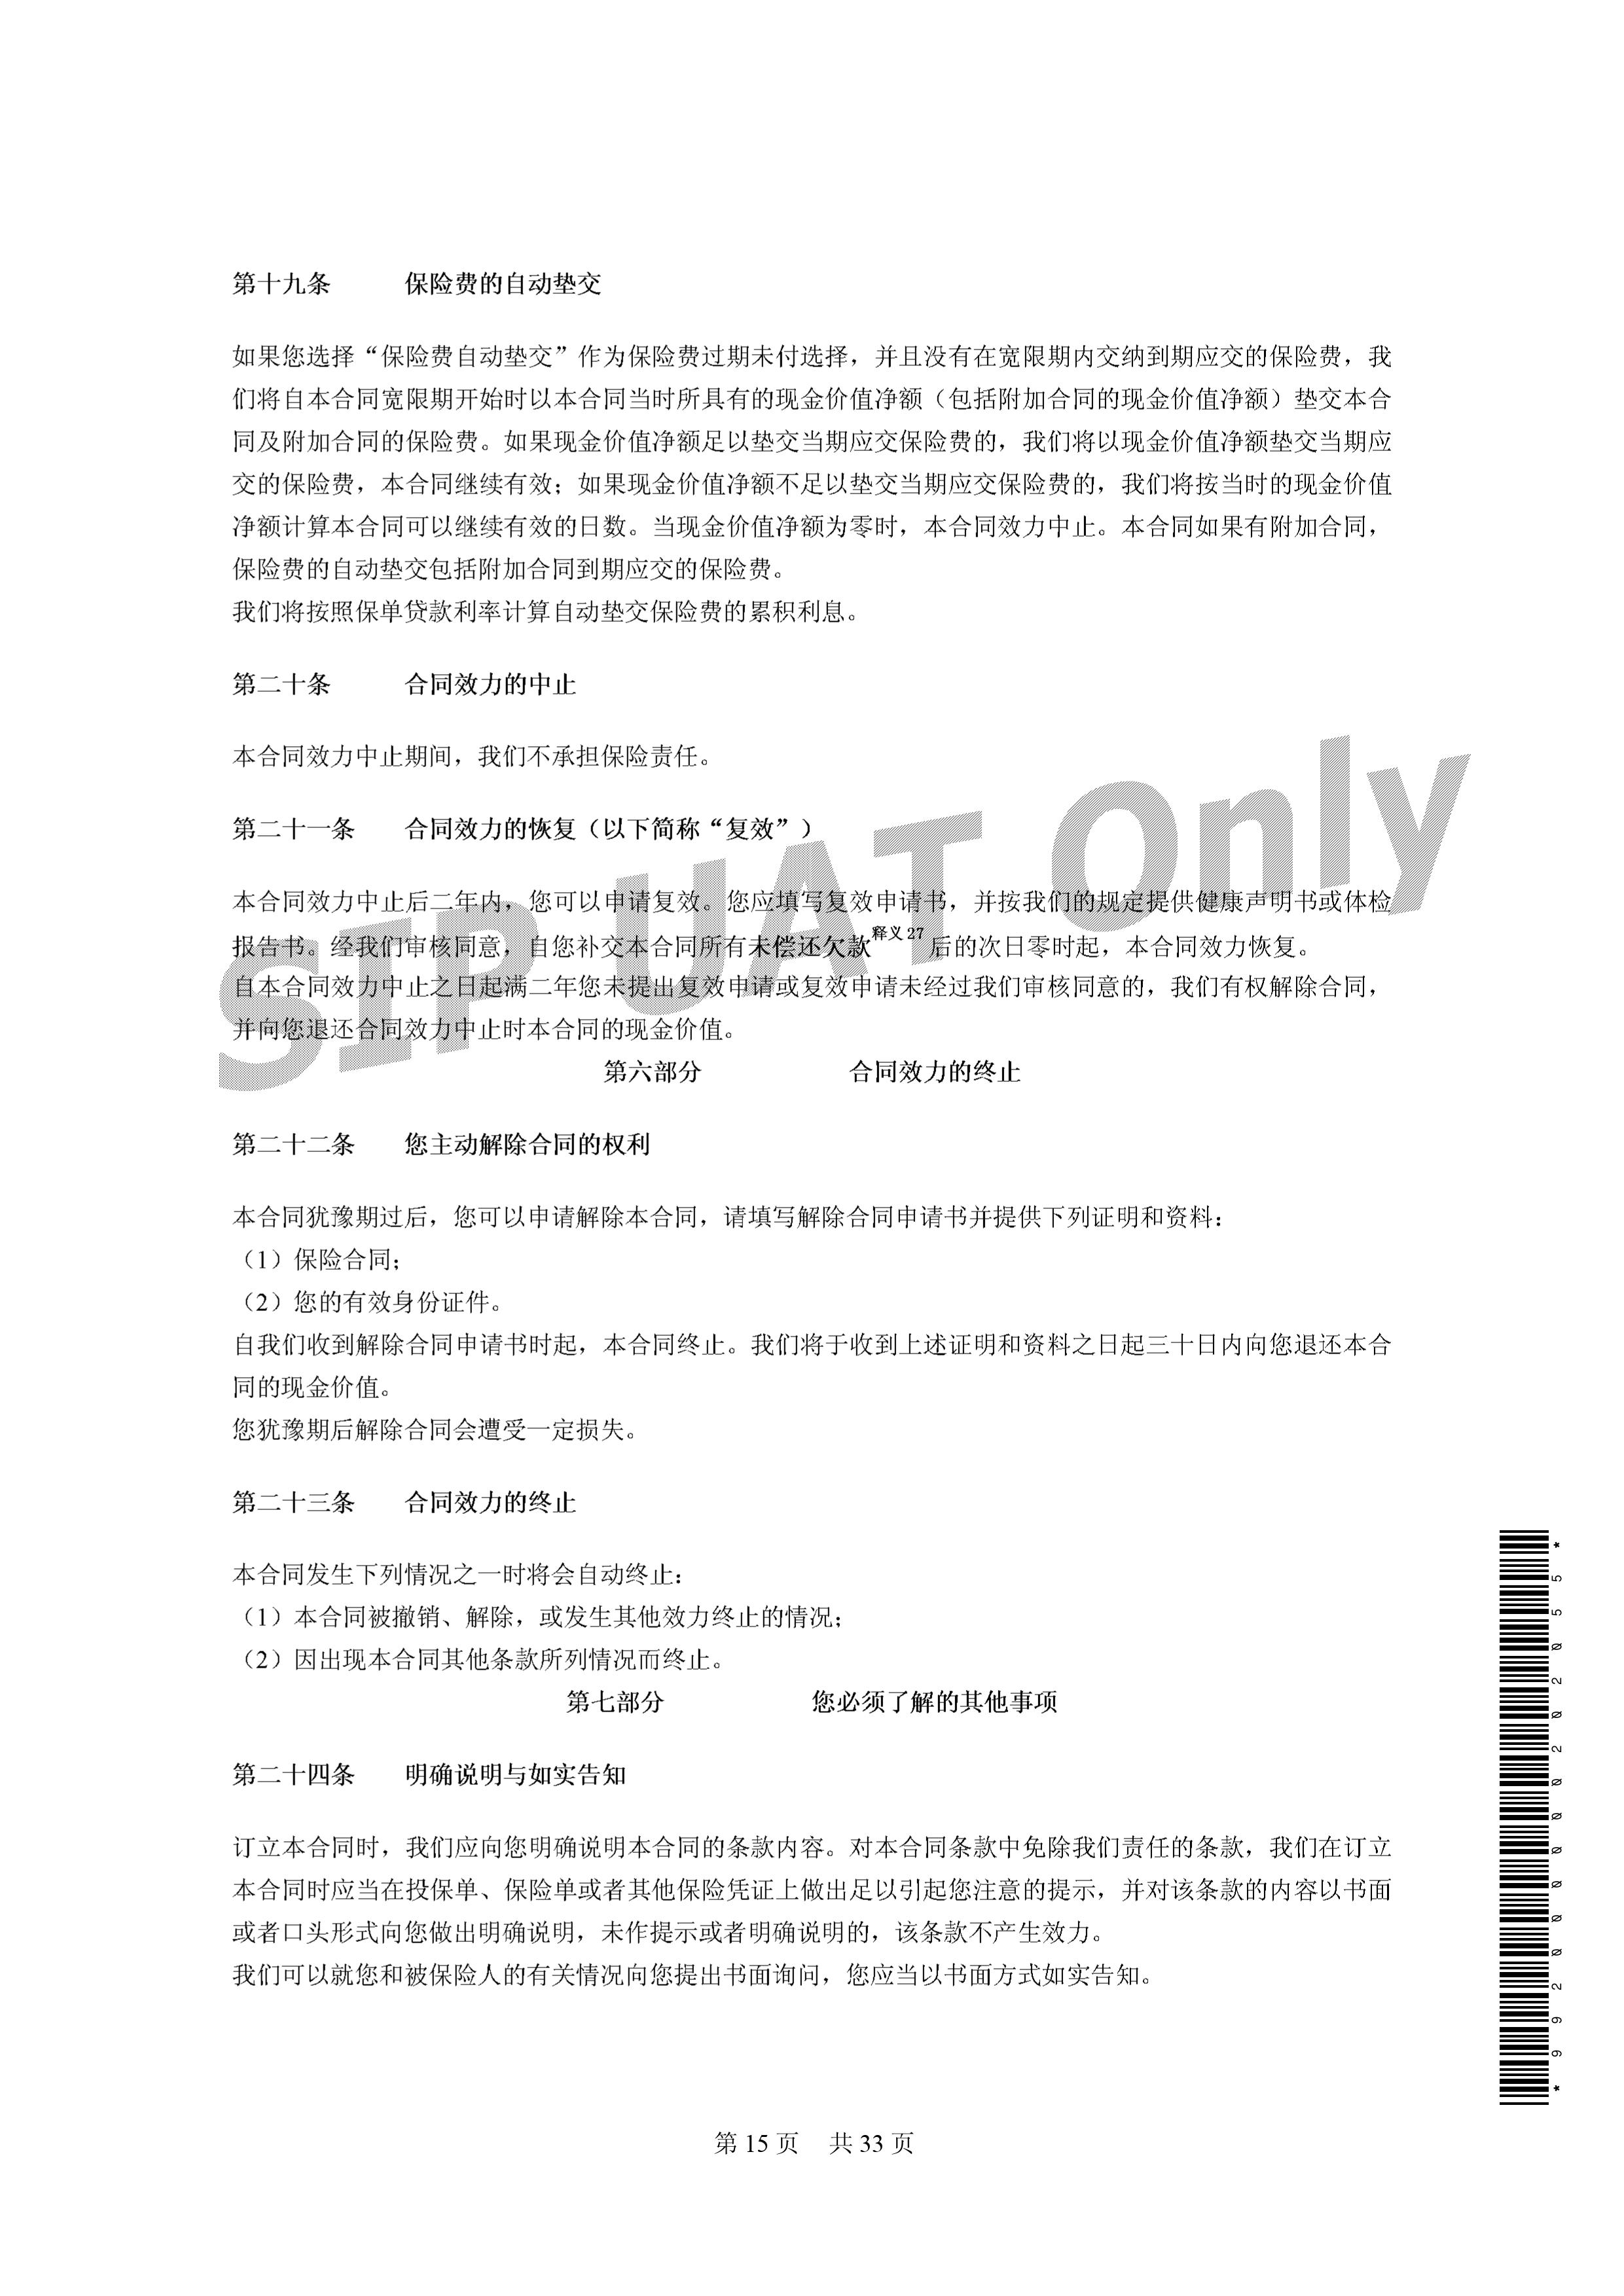 第十九条 保险费的自动垫交
如果您选择“保险费自动垫交”作为保险费过期未付选择，并且没有在宽限期内交纳到期应交的保险费，我
们将自本合同宽限期开始时以本合同当时所具有的现金价值净额（包括附加合同的现金价值净额）垫交本合
同及附加合同的保险费。如果现金价值净额足以垫交当期应交保险费的，我们将以现金价值净额垫交当期应
交的保险费，本合同继续有效；如果现金价值净额不足以垫交当期应交保险费的，我们将按当时的现金价值
净额计算本合同可以继续有效的日数。当现金价值净额为零时，本合同效力中止。本合同如果有附加合同，
保险费的自动垫交包括附加合同到期应交的保险费。
我们将按照保单贷款利率计算自动垫交保险费的累积利息。
第二十条 合同效力的中止
本合同效力中止期间，我们不承担保险责任。
第二十一条 合同效力的恢复（以下简称“复效”）
本合同效力中止后二年内，您可以申请复效。您应填写复效申请书，并按我们的规定提供健康声明书或体检
报告书。经我们审核同意，自您补交本合同所有未偿还欠款释义 27 后的次日零时起，本合同效力恢复。
自本合同效力中止之日起满二年您未提出复效申请或复效申请未经过我们审核同意的，我们有权解除合同，
并向您退还合同效力中止时本合同的现金价值。
第六部分 合同效力的终止
第二十二条 您主动解除合同的权利
本合同犹豫期过后，您可以申请解除本合同，请填写解除合同申请书并提供下列证明和资料：
（1）保险合同；
（2）您的有效身份证件。
自我们收到解除合同申请书时起，本合同终止。我们将于收到上述证明和资料之日起三十日内向您退还本合
同的现金价值。
您犹豫期后解除合同会遭受一定损失。
第二十三条 合同效力的终止
本合同发生下列情况之一时将会自动终止：
（1）本合同被撤销、解除，或发生其他效力终止的情况；
（2）因出现本合同其他条款所列情况而终止。
第七部分 您必须了解的其他事项
第二十四条 明确说明与如实告知
订立本合同时，我们应向您明确说明本合同的条款内容。对本合同条款中免除我们责任的条款，我们在订立
本合同时应当在投保单、保险单或者其他保险凭证上做出足以引起您注意的提示，并对该条款的内容以书面
或者口头形式向您做出明确说明，未作提示或者明确说明的，该条款不产生效力。
我们可以就您和被保险人的有关情况向您提出书面询问，您应当以书面方式如实告知。
第 15 页 共 33 页
SIP UAT Only
*992000000202055*